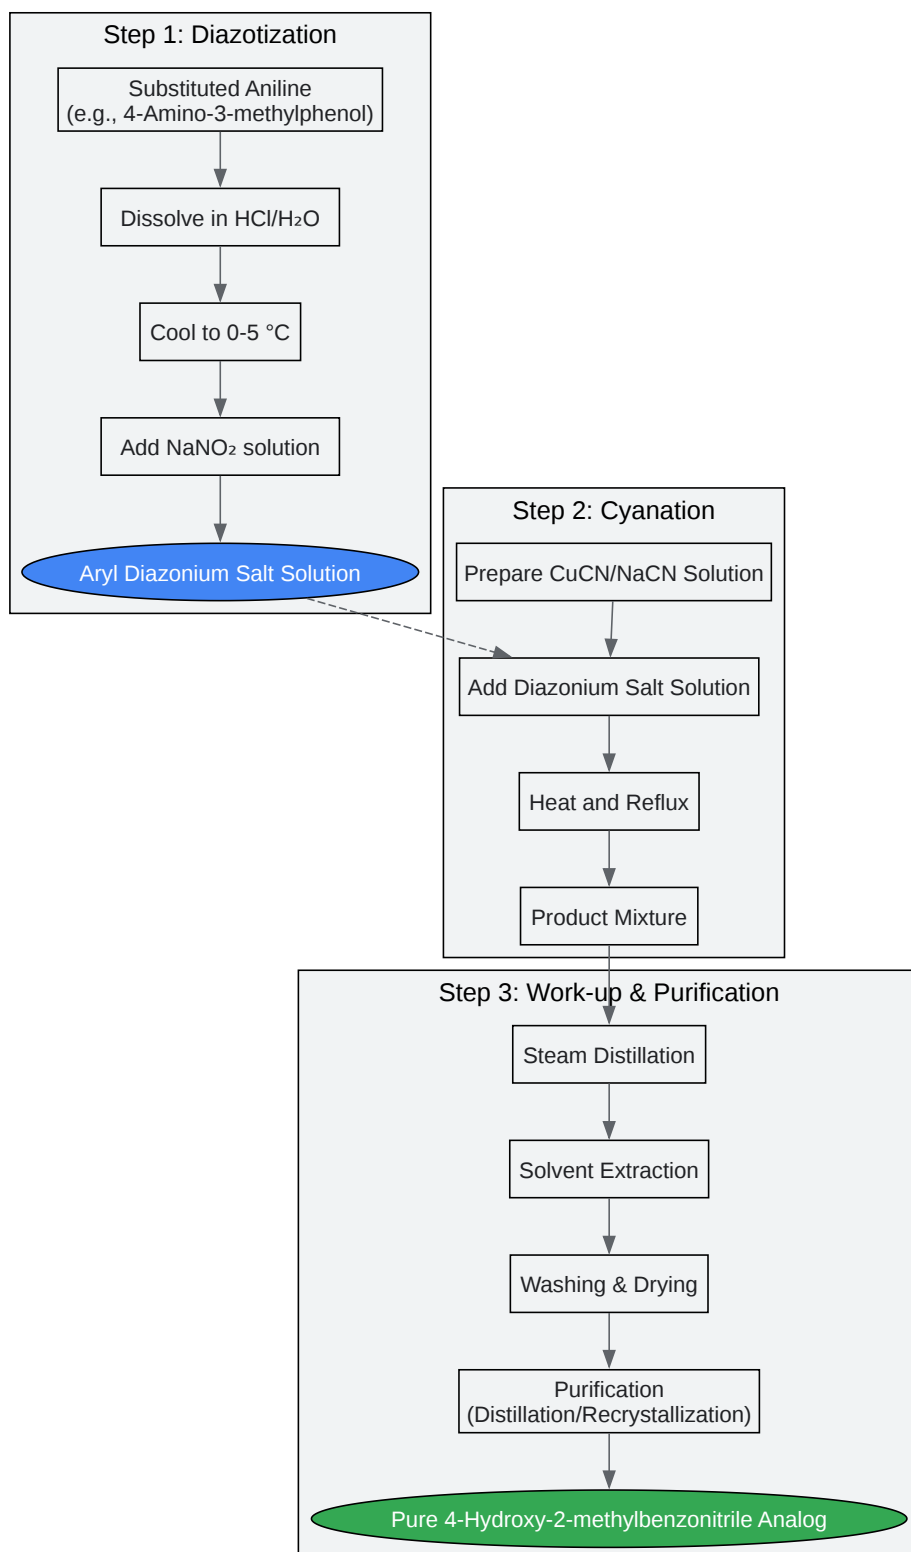 Step 1: Diazotization
Substituted Aniline
(e.g., 4-Amino-3-methylphenol)
Dissolve in HCl/H₂O
Cool to 0-5 °C
Add NaNO₂ solution
Aryl Diazonium Salt Solution
Step 2: Cyanation
Prepare CuCN/NaCN Solution
Add Diazonium Salt Solution
Heat and Reflux
Product Mixture
Step 3: Work-up & Purification
Steam Distillation
Solvent Extraction
Washing & Drying
Purification
(Distillation/Recrystallization)
Pure 4-Hydroxy-2-methylbenzonitrile Analog